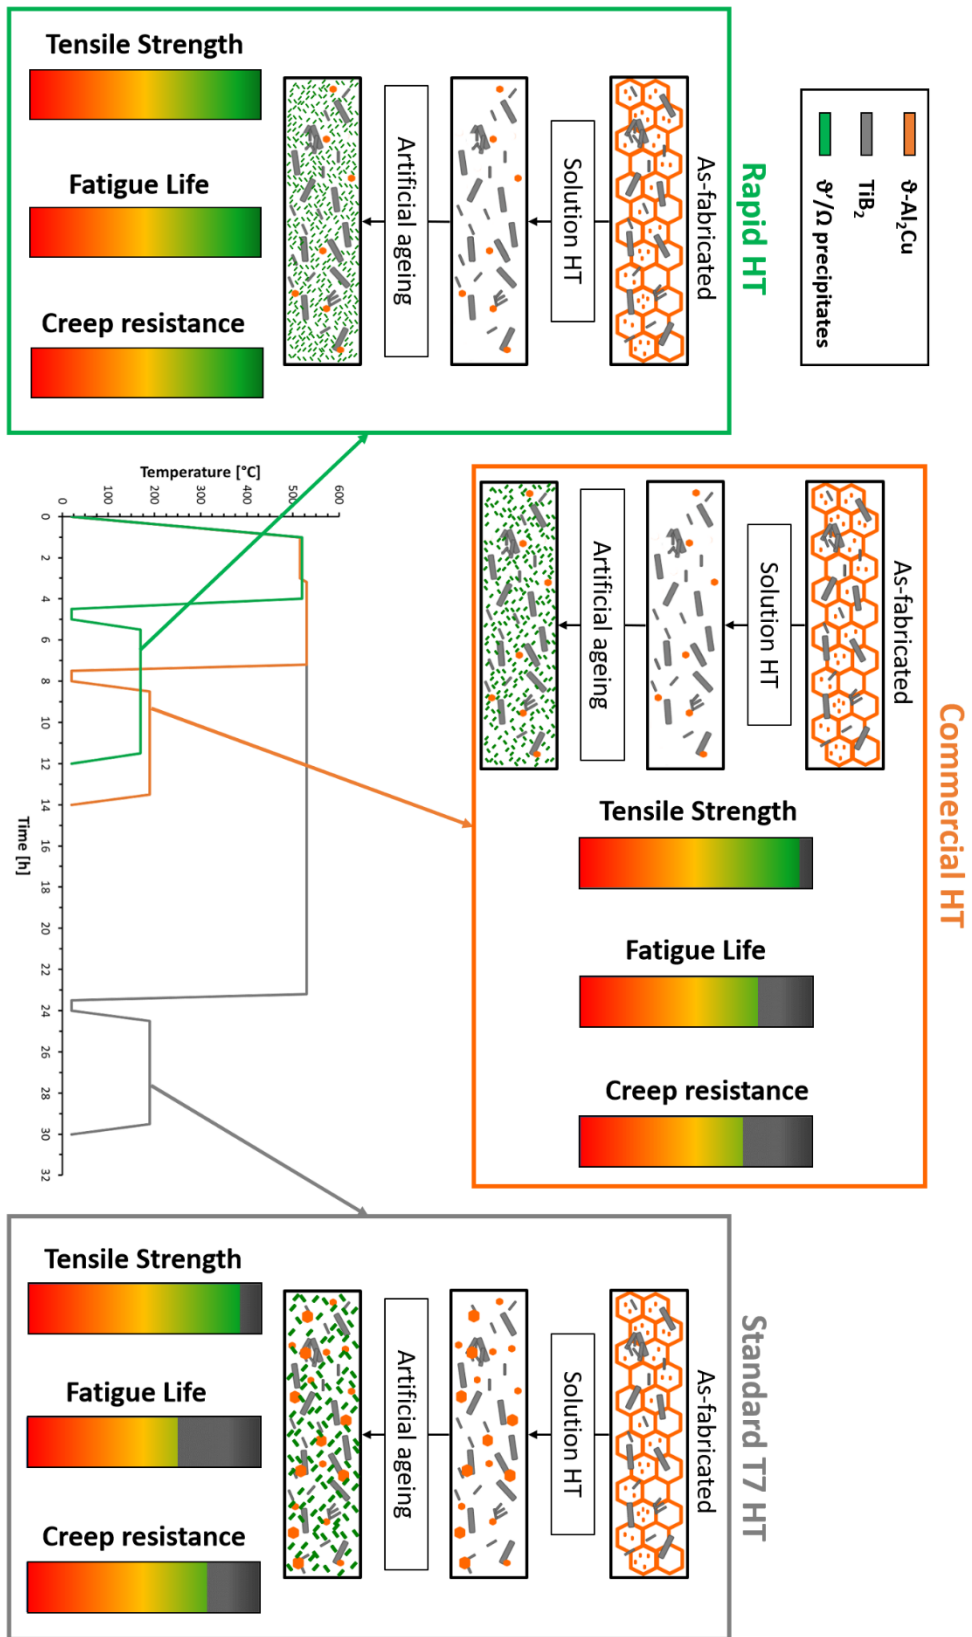 ϑ-Al₂Cu
TiB₂
ϑ’/Ω precipitates
Rapid HT
As-fabricated
Solution HT
Artificial ageing
Tensile Strength
Fatigue Life
Creep resistance
Commercial HT
As-fabricated
Solution HT
Artificial ageing
Tensile Strength
Fatigue Life
Creep resistance
Temperature [°C]
0
100
200
300
400
500
600
0
2
4
6
8
10
12
14
16
18
20
22
24
26
28
30
32
Time [h]
Standard T7 HT
As-fabricated
Solution HT
Artificial ageing
Tensile Strength
Fatigue Life
Creep resistance